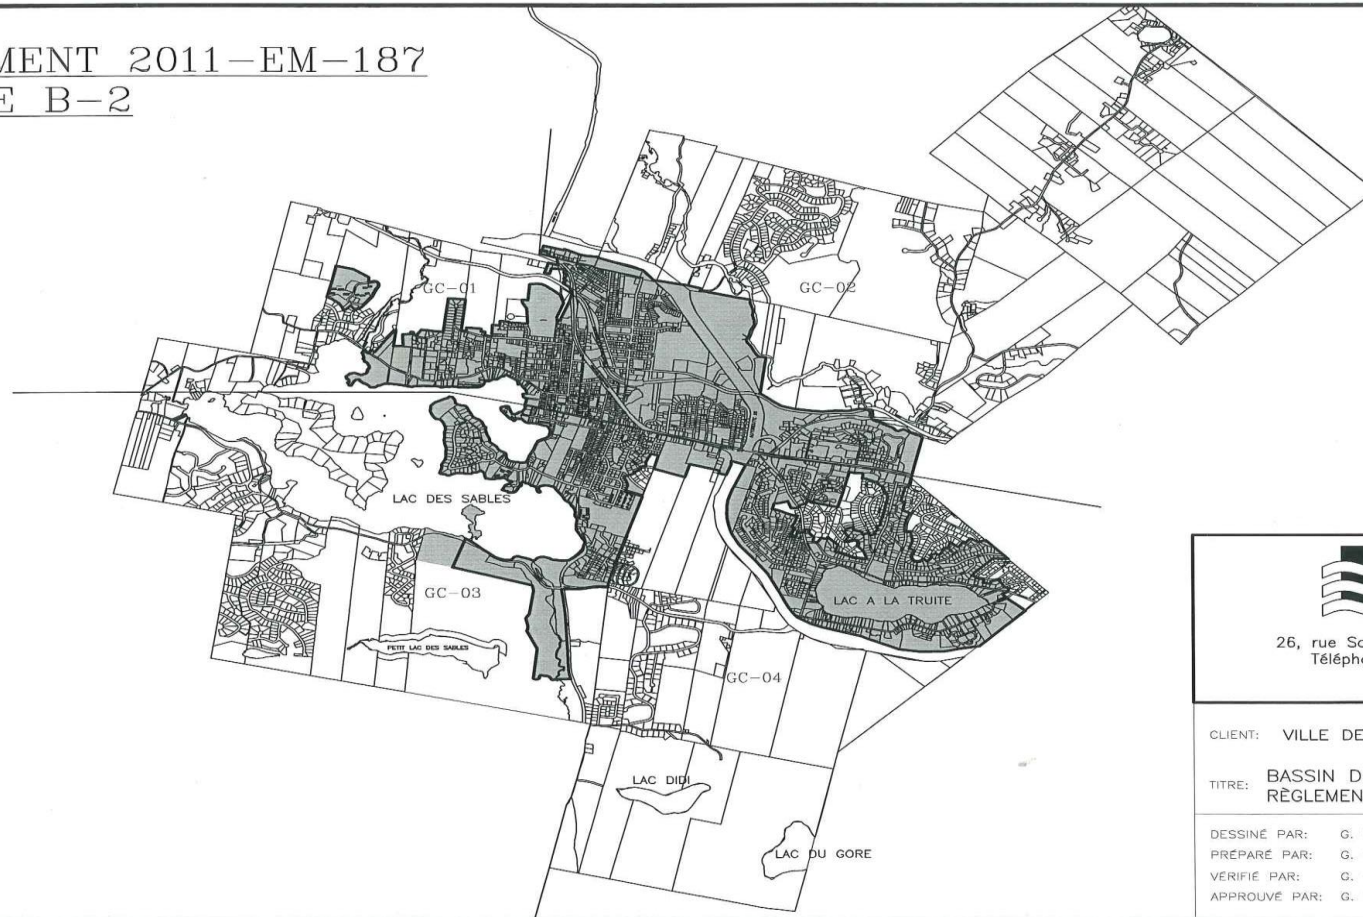 MENT 2011-EM-187
E B-2
GC-01
GC-02
LAC DES SABLES
GC-03
LAC A LA TRUITE
PETIT LAC DES SABLES
GC-04
LAC DIDI
LAC DU GORE
26, rue
Téléph
CLIENT: VILLE DE
TITRE: BASSIN D
RÈGLEMEN
DESSINÉ PAR: G.
PRÉPARÉ PAR: G.
VÉRIFIÉ PAR: G.
APPROUVÉ PAR: G.